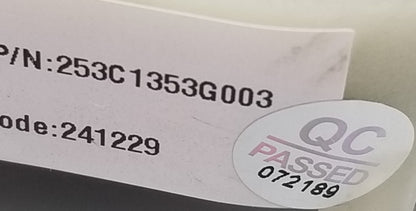 P/N:253C1353G003
ode:241229
QC
PASSED
072189